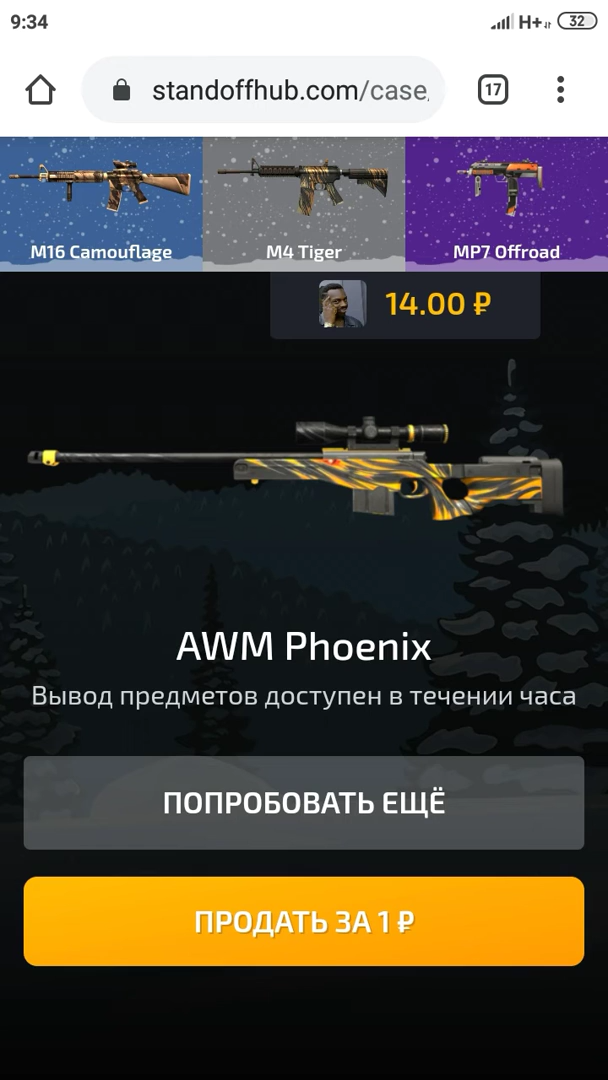 9:34
H+
32
standoffhub.com/case
17
M16 Camouflage
M4 Tiger
MP7 Offroad
14.00 ₽
AWM Phoenix
Вывод предметов доступен в течении часа
ПОПРОБОВАТЬ ЕЩЁ
ПРОДАТЬ ЗА 1 ₽